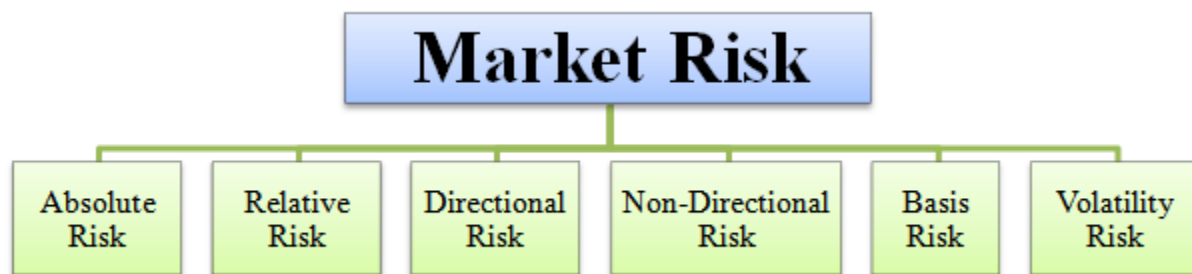 Market Risk
Absolute
Risk
Relative
Risk
Directional
Risk
Non-Directional
Risk
Basis
Risk
Volatility
Risk